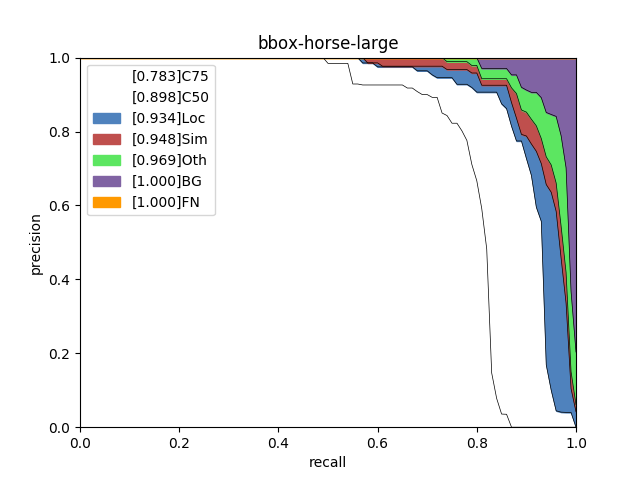 bbox-horse-large
1.0
0.8
0.6
0.4
0.2
0.0
precision
[0.783]C75
[0.898]C50
[0.934]Loc
[0.948]Sim
[0.969]Oth
[1.000]BG
[1.000]FN
0.0 0.2 0.4 0.6 0.8 1.0
recall